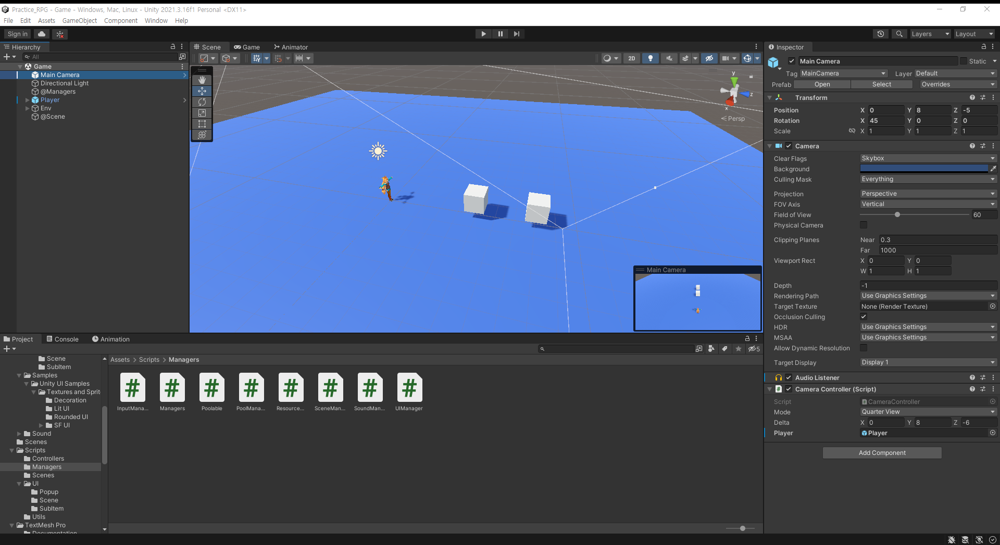 Practice_RPG - Game - Windows, Mac, Linux - Unity 2021.3.16f1 Personal <DX11>
File Edit Assets GameObject Component Window Help
Sign in
Layers
Layout
Hierarchy
All
Game
Main Camera
Directional Light
@Managers
Player
Env
@Scene
Scene
Game
Animator
2D
y
z
x
Persp
Main Camera
Inspector
Main Camera
Static
Tag MainCamera Layer Default
Prefab Open Select Overrides
Transform
Position X 0 Y 8 Z -5
Rotation X 45 Y 0 Z 0
Scale X 1 Y 1 Z 1
Camera
Clear Flags Skybox
Background
Culling Mask Everything
Projection Perspective
FOV Axis Vertical
Field of View 60
Physical Camera
Clipping Planes Near 0.3
Far 1000
Viewport Rect X 0 Y 0
W 1 H 1
Depth -1
Rendering Path Use Graphics Settings
Target Texture None (Render Texture)
Occlusion Culling
HDR Use Graphics Settings
MSAA Use Graphics Settings
Allow Dynamic Resolution
Target Display Display 1
Audio Listener
# Camera Controller (Script)
Script CameraController
Mode Quarter View
Delta X 0 Y 8 Z -6
Player Player
Add Component
Project
Console
Animation
5
Scene
SubItem
Samples
Unity UI Samples
Textures and Sprit
Decoration
Lit UI
Rounded UI
SF UI
Sound
Scenes
Scripts
Controllers
Managers
Scenes
UI
Popup
Scene
SubItem
Utils
TextMesh Pro
Documentation
Assets > Scripts > Managers
# # # # # # # #
InputMana... Managers Poolable PoolMana... Resource... SceneMan... SoundMan... UIManager